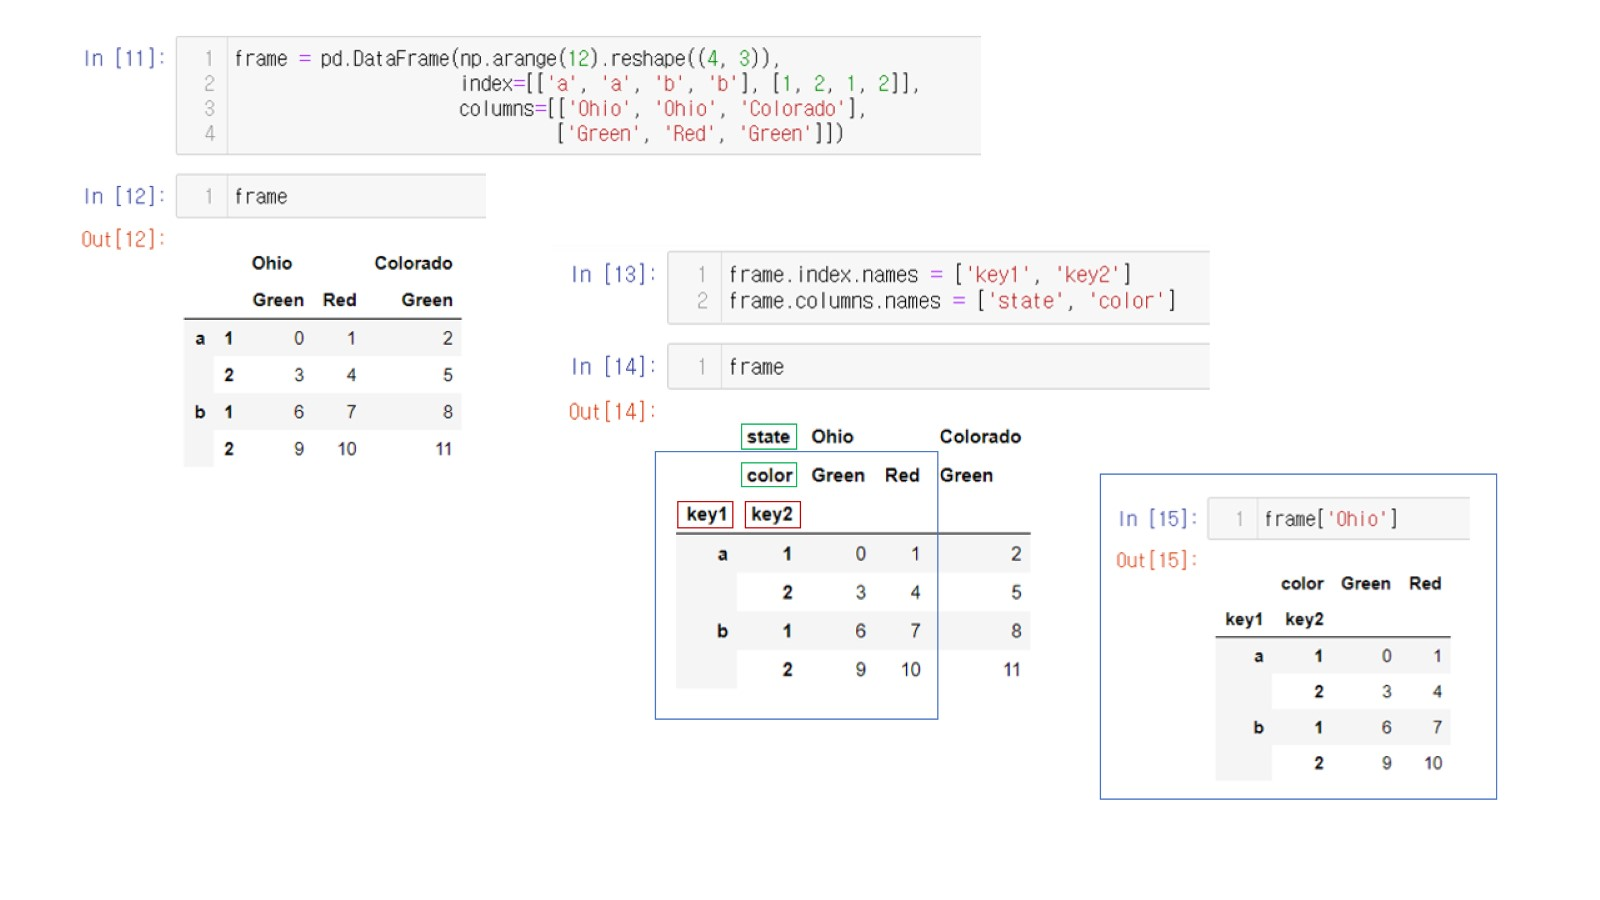 In [11]:
1 frame = pd.DataFrame(np.arange(12).reshape((4, 3)),
2 index=[['a', 'a', 'b', 'b'], [1, 2, 1, 2]],
3 columns=[['Ohio', 'Ohio', 'Colorado'],
4 ['Green', 'Red', 'Green']])
In [12]:
1 frame
Out[12]:
Ohio Colorado
Green Red Green
a 1 0 1 2
2 3 4 5
b 1 6 7 8
2 9 10 11
In [13]:
1 frame.index.names = ['key1', 'key2']
2 frame.columns.names = ['state', 'color']
In [14]:
1 frame
Out[14]:
state Ohio Colorado
color Green Red Green
key1 key2
a 1 0 1 2
2 3 4 5
b 1 6 7 8
2 9 10 11
In [15]:
1 frame['Ohio']
Out[15]:
color Green Red
key1 key2
a 1 0 1
2 3 4
b 1 6 7
2 9 10